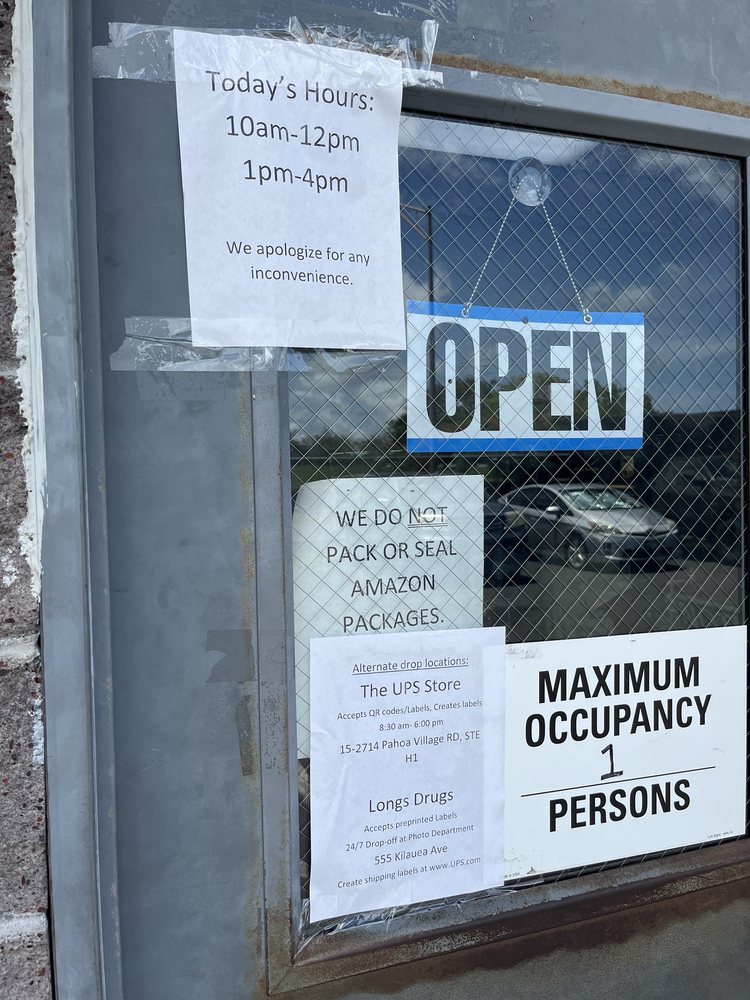 Today's Hours:
10am-12pm
1pm-4pm
We apologize for any
inconvenience.
OPEN
WE DO NOT
PACK OR SEAL
AMAZON
PACKAGES.
Alternate drop locations:
The UPS Store
Accepts QR codes/Labels, Creates labels
8:30 am- 6:00 pm
15-2714 Pahoa Village RD, STE
H1
Longs Drugs
Accepts preprinted Labels
24/7 Drop-off at Photo Department
555 Kilauea Ave
Create shipping labels at www.UPS.com
MAXIMUM
OCCUPANCY
1
PERSONS